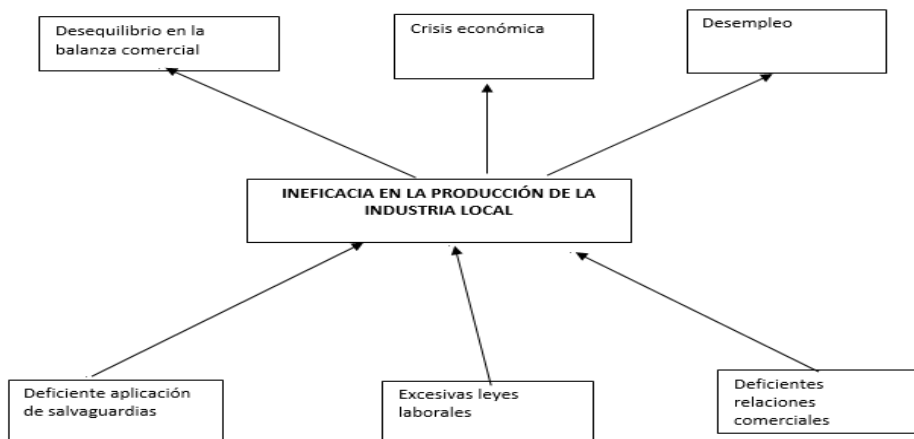 Desequilibrio en la
balanza comercial
Crisis económica
Desempleo
INEFICACIA EN LA PRODUCCIÓN DE LA
INDUSTRIA LOCAL
Deficiente aplicación
de salvaguardias
Excesivas leyes
laborales
Deficientes
relaciones
comerciales